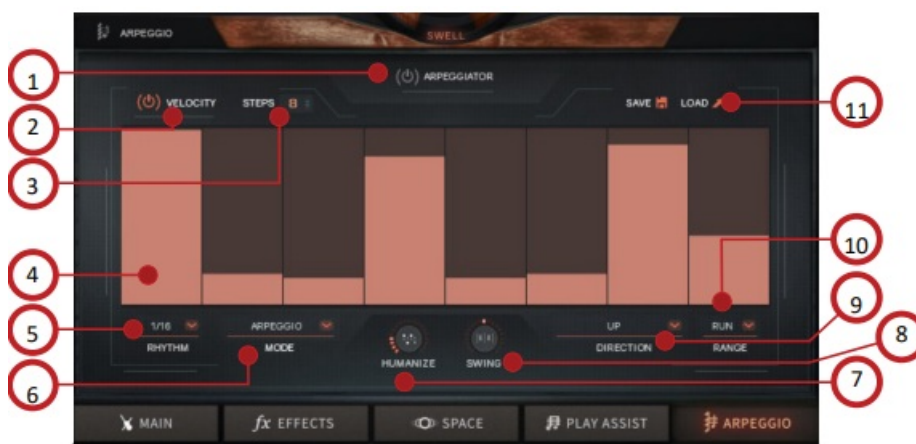 ARPEGGIO
SWELL
1
ARPEGGIATOR
VELOCITY STEPS 8
SAVE LOAD
11
2
3
10
4
9
5
1/16 ARPEGGIO UP RUN
RHYTHM MODE DIRECTION RANGE
8
HUMANIZE SWING
6
7
MAIN fx EFFECTS SPACE PLAY ASSIST ARPEGGIO